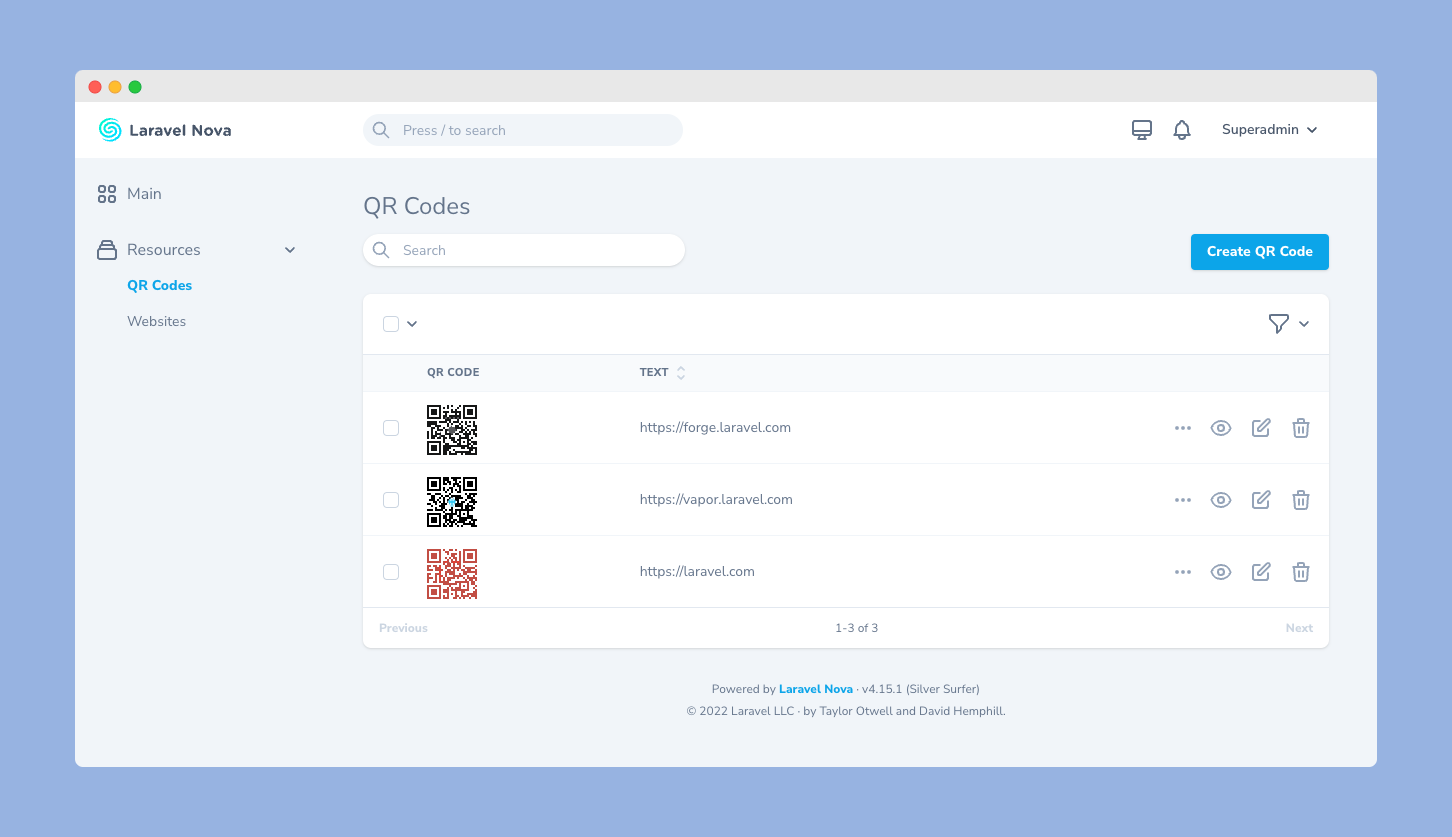 Laravel Nova
Press / to search
Superadmin
Main
Resources
QR Codes
Websites
QR Codes
Search
Create QR Code
QR CODE TEXT
https://forge.laravel.com
https://vapor.laravel.com
https://laravel.com
Previous 1-3 of 3 Next
Powered by Laravel Nova · v4.15.1 (Silver Surfer)
© 2022 Laravel LLC · by Taylor Otwell and David Hemphill.